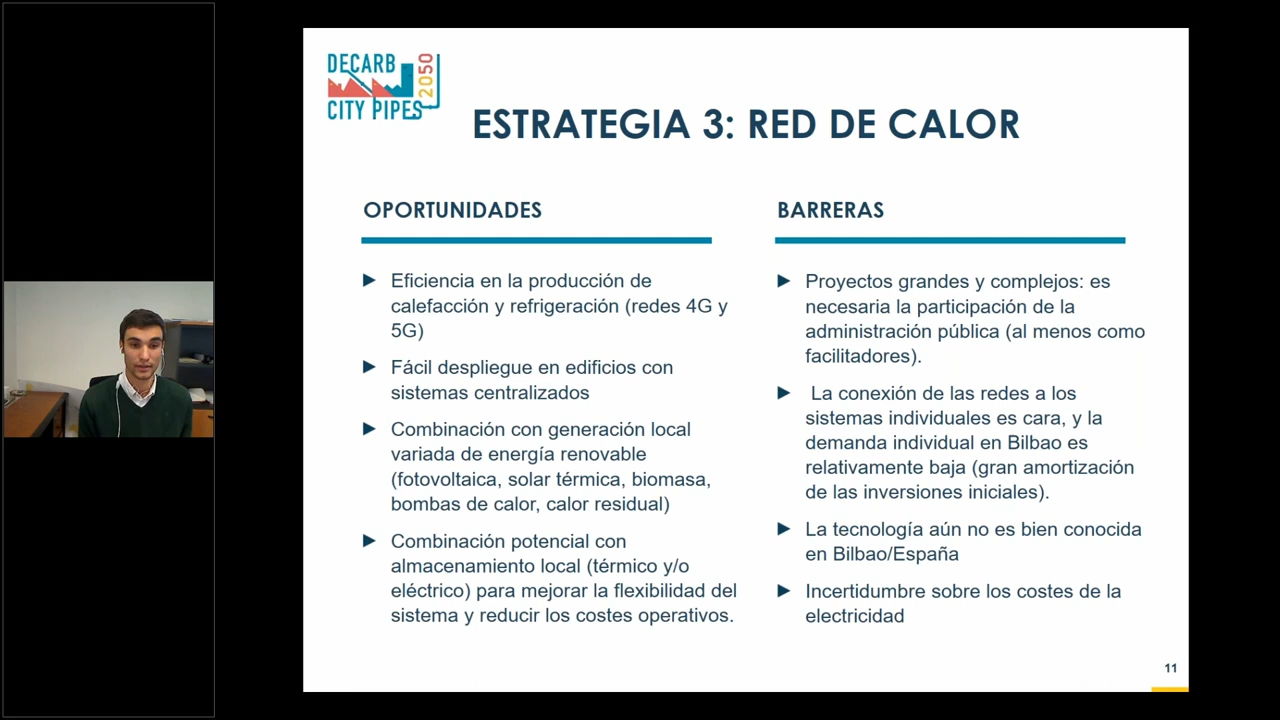 DECARB
CITY PIPES
2050
ESTRATEGIA 3: RED DE CALOR
OPORTUNIDADES
Eficiencia en la producción de
calefacción y refrigeración (redes 4G y
5G)
Fácil despliegue en edificios con
sistemas centralizados
Combinación con generación local
variada de energía renovable
(fotovoltaica, solar térmica, biomasa,
bombas de calor, calor residual)
Combinación potencial con
almacenamiento local (térmico y/o
eléctrico) para mejorar la flexibilidad del
sistema y reducir los costes operativos.
BARRERAS
Proyectos grandes y complejos: es
necesaria la participación de la
administración pública (al menos como
facilitadores).
La conexión de las redes a los
sistemas individuales es cara, y la
demanda individual en Bilbao es
relativamente baja (gran amortización
de las inversiones iniciales).
La tecnología aún no es bien conocida
en Bilbao/España
Incertidumbre sobre los costes de la
electricidad
11